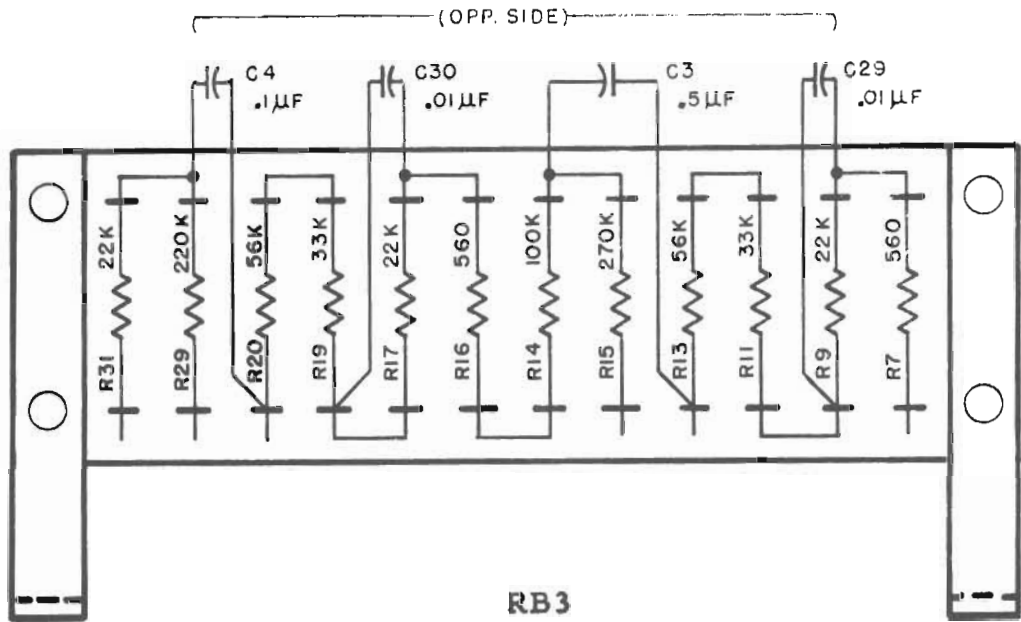 (OPP. SIDE)
C4
.1µF
C30
.01µF
C3
.5µF
C29
.01µF
R31 22K
R29 220K
R20 56K
R19 33K
R17 22K
R16 560
R14 100K
R15 270K
R13 56K
R11 33K
R9 22K
R7 560
RB3